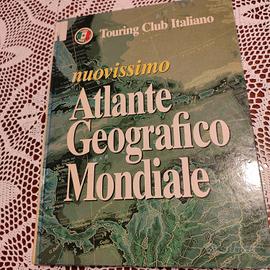 Touring Club Italiano
nuovissimo
Atlante
Geografico
Mondiale